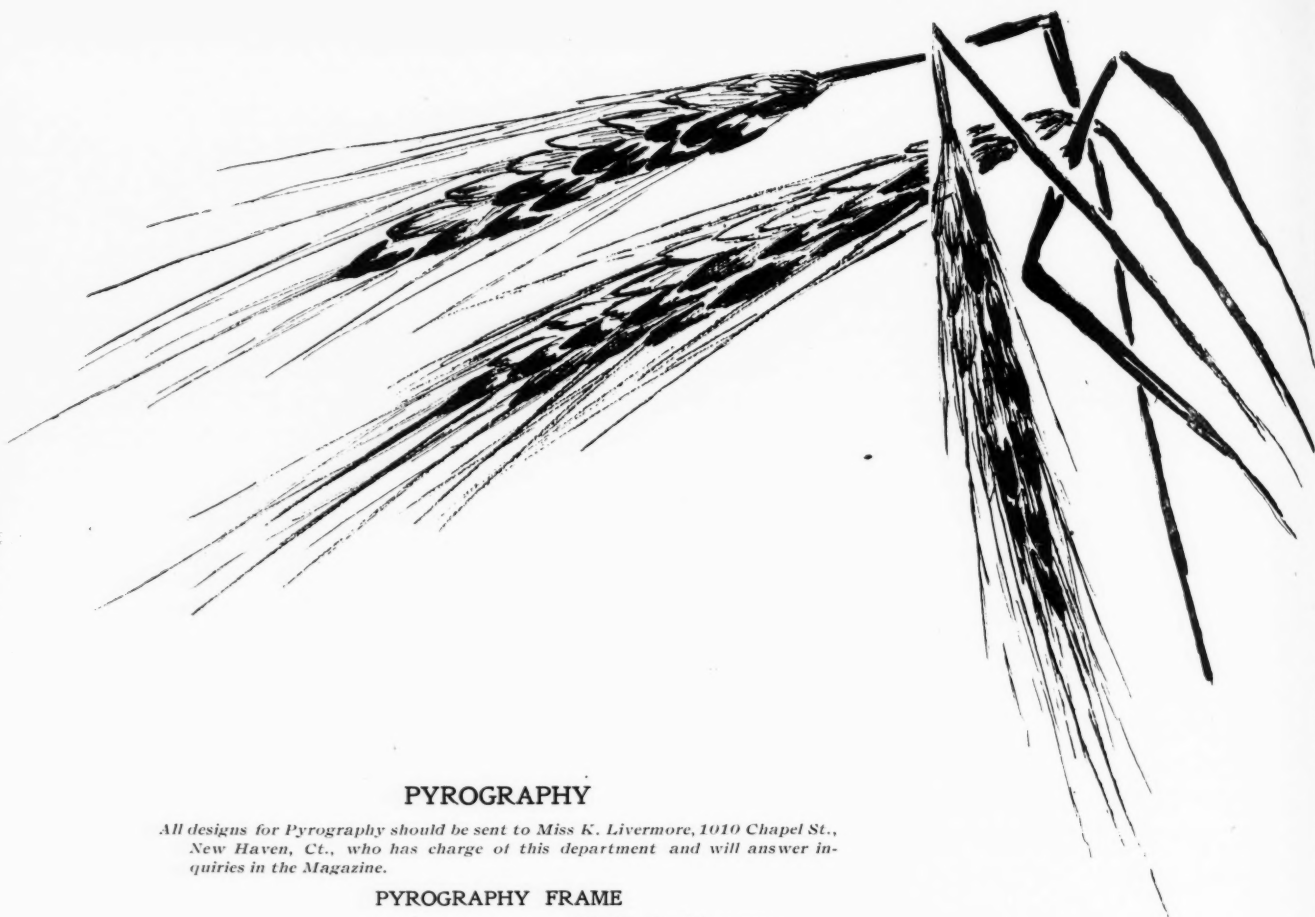 PYROGRAPHY
All designs for Pyrography should be sent to Miss K. Livermore, 1010 Chapel St.,
New Haven, Ct., who has charge of this department and will answer in-
quiries in the Magazine.
PYROGRAPHY FRAME